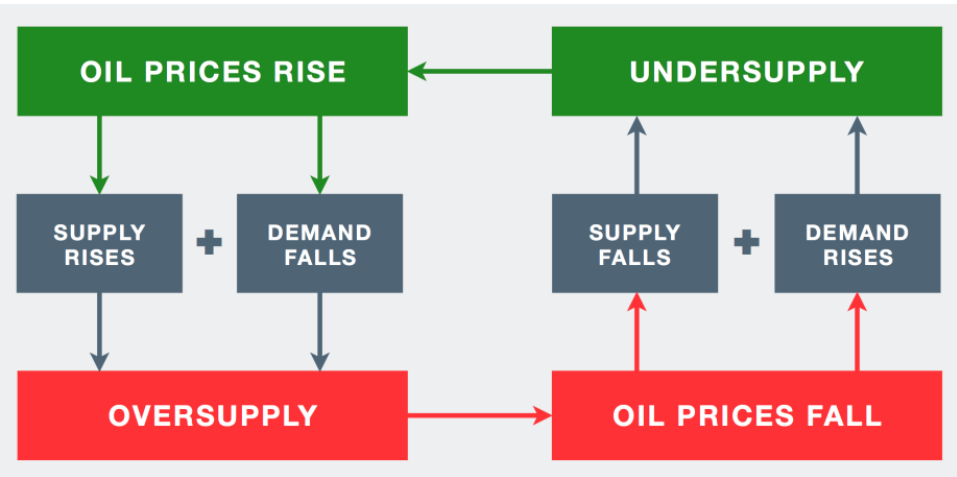 OIL PRICES RISE
UNDERSUPPLY
SUPPLY
RISES
DEMAND
FALLS
SUPPLY
FALLS
DEMAND
RISES
OVERSUPPLY
OIL PRICES FALL